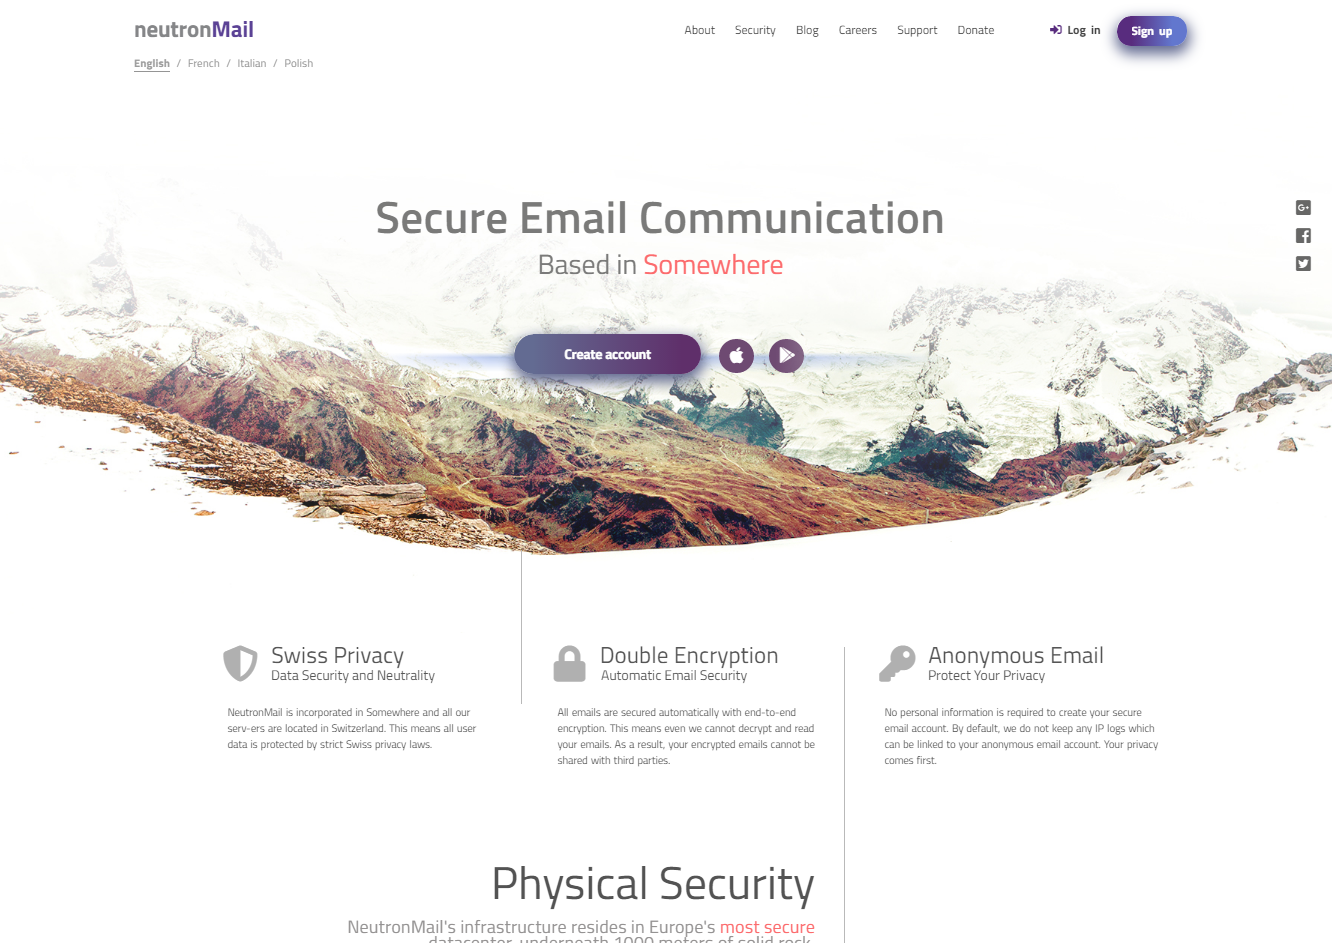 neutronMail
About Security Blog Careers Support Donate Log in Sign up
English / French / Italian / Polish
Secure Email Communication
Based in Somewhere
Create account
Swiss Privacy
Data Security and Neutrality
NeutronMail is incorporated in Somewhere and all our
serv-ers are located in Switzerland. This means all user
data is protected by strict Swiss privacy laws.
Double Encryption
Automatic Email Security
All emails are secured automatically with end-to-end
encryption. This means even we cannot decrypt and read
your emails. As a result, your encrypted emails cannot be
shared with third parties.
Anonymous Email
Protect Your Privacy
No personal information is required to create your secure
email account. By default, we do not keep any IP logs which
can be linked to your anonymous email account. Your privacy
comes first.
Physical Security
NeutronMail's infrastructure resides in Europe's most secure
datacenter, underneath 1000 meters of solid rock.